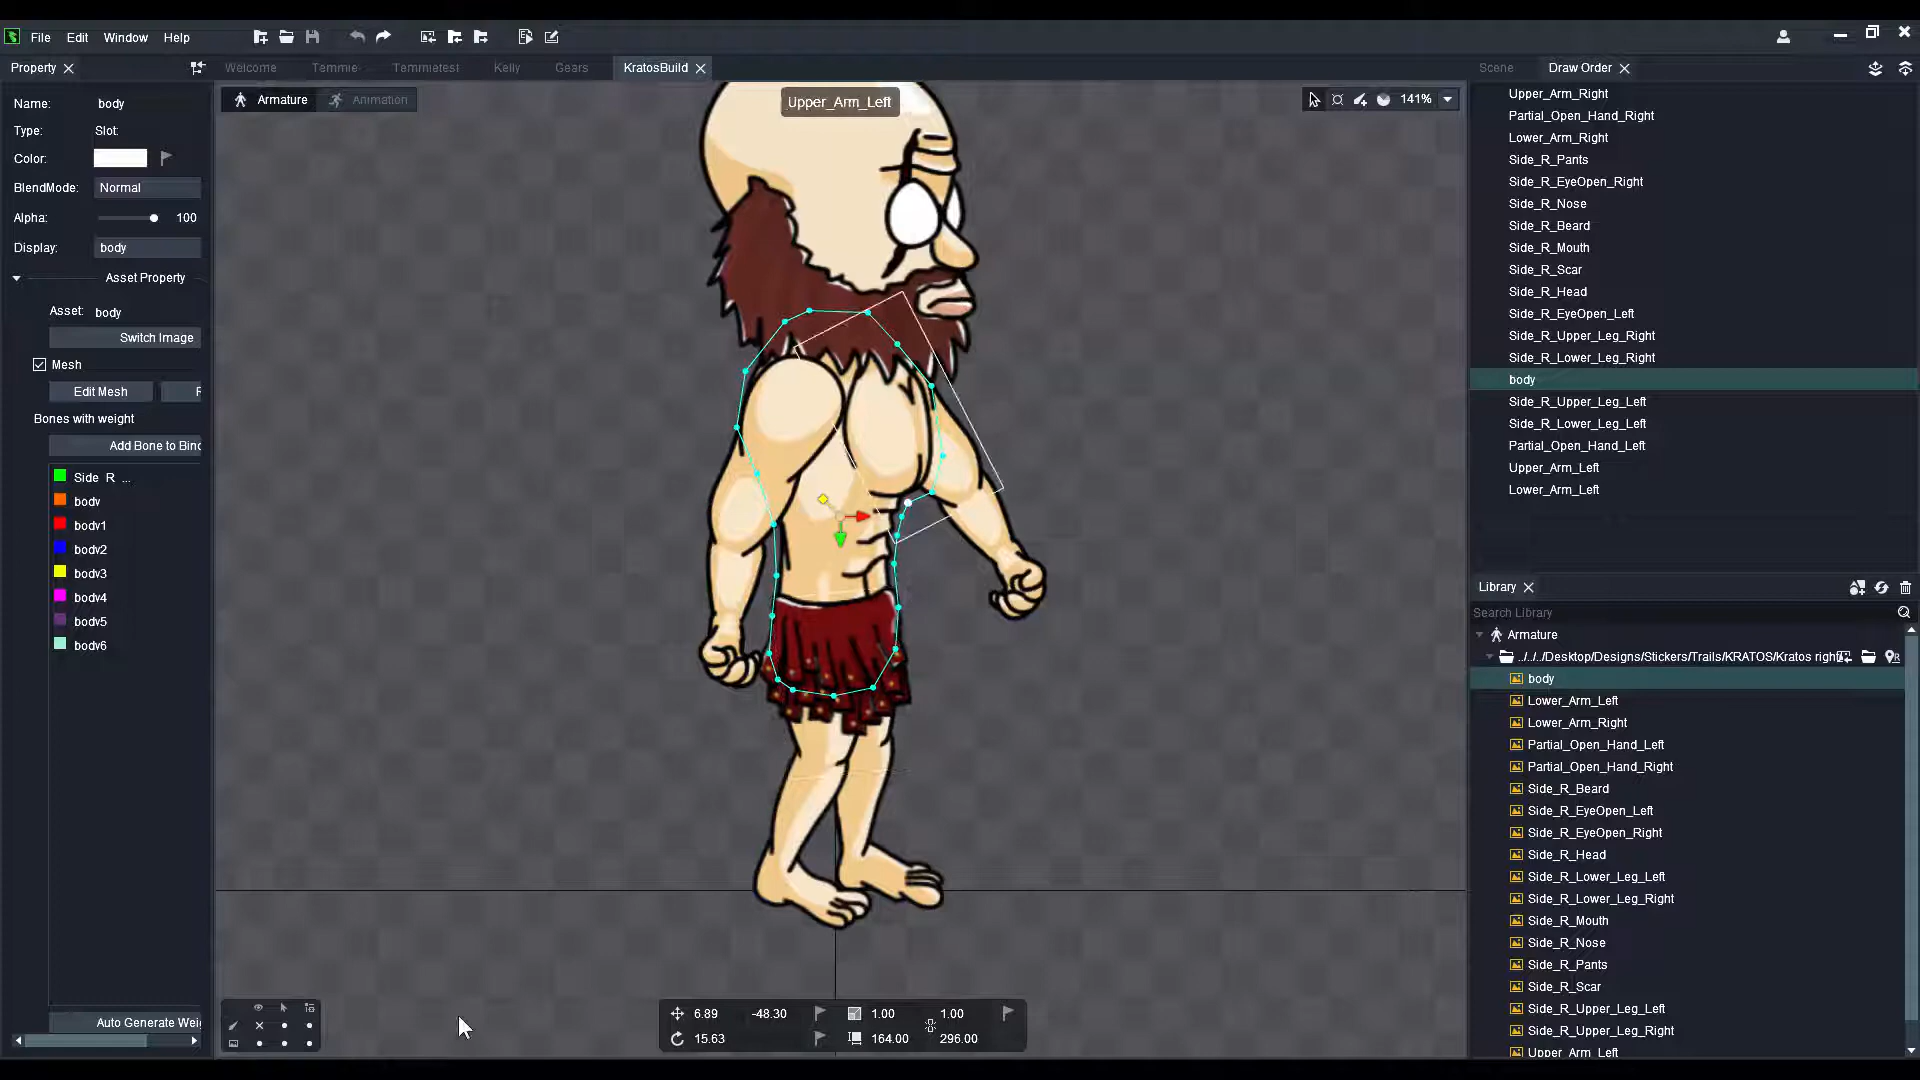 File Edit Window Help
Property
Welcome Temmie Temmietest Kelly Gears KratosBuild
Scene Draw Order
Name: body
Type: Slot
Color:
BlendMode: Normal
Alpha: 100
Display: body
Asset Property
Asset: body
Switch Image
Mesh
Edit Mesh R
Bones with weight
Add Bone to Binc
Side R ...
body
body1
body2
body3
body4
body5
body6
Auto Generate Wei
Armature Animation
Upper_Arm_Left
141%
6.89 -48.30 1.00 1.00
15.63 164.00 296.00
Upper_Arm_Right
Partial_Open_Hand_Right
Lower_Arm_Right
Side_R_Pants
Side_R_EyeOpen_Right
Side_R_Nose
Side_R_Beard
Side_R_Mouth
Side_R_Scar
Side_R_Head
Side_R_EyeOpen_Left
Side_R_Upper_Leg_Right
Side_R_Lower_Leg_Right
body
Side_R_Upper_Leg_Left
Side_R_Lower_Leg_Left
Partial_Open_Hand_Left
Upper_Arm_Left
Lower_Arm_Left
Library
Search Library
Armature
../../../Desktop/Designs/Stickers/Trails/KRATOS/Kratos right
body
Lower_Arm_Left
Lower_Arm_Right
Partial_Open_Hand_Left
Partial_Open_Hand_Right
Side_R_Beard
Side_R_EyeOpen_Left
Side_R_EyeOpen_Right
Side_R_Head
Side_R_Lower_Leg_Left
Side_R_Lower_Leg_Right
Side_R_Mouth
Side_R_Nose
Side_R_Pants
Side_R_Scar
Side_R_Upper_Leg_Left
Side_R_Upper_Leg_Right
Upper_Arm_Left